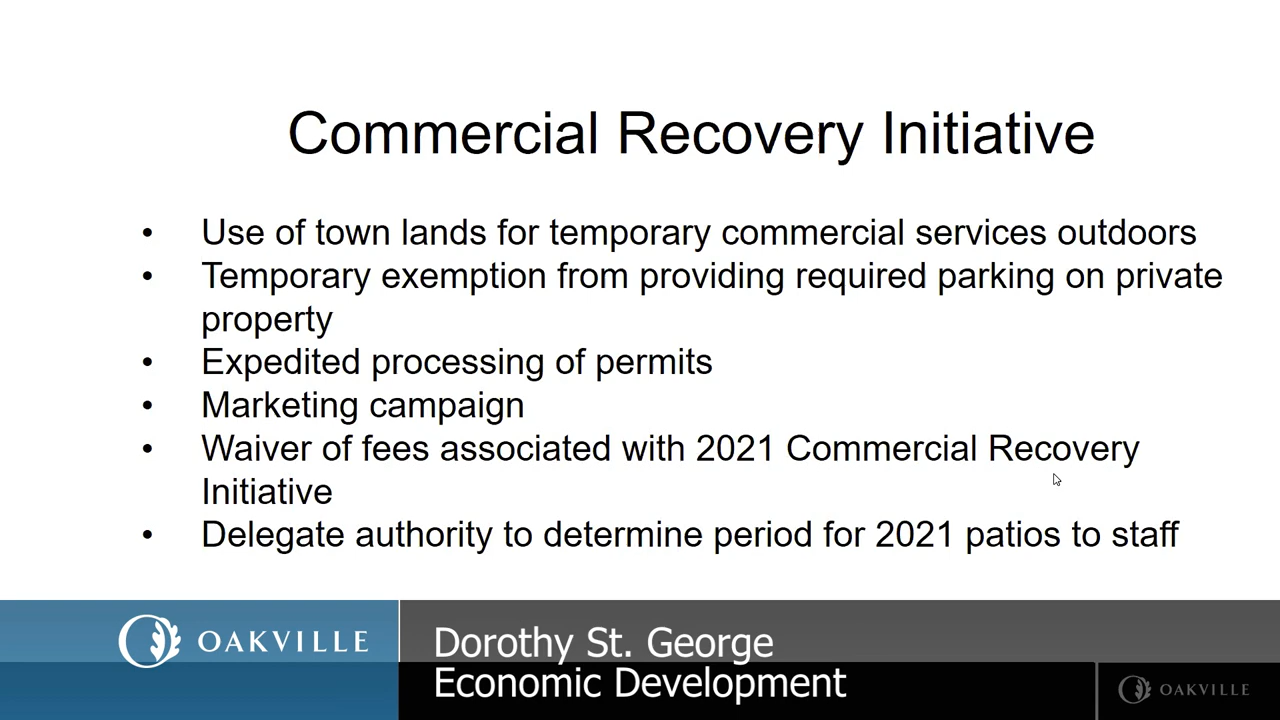 Commercial Recovery Initiative
• Use of town lands for temporary commercial services outdoors
• Temporary exemption from providing required parking on private
property
• Expedited processing of permits
• Marketing campaign
• Waiver of fees associated with 2021 Commercial Recovery
Initiative
• Delegate authority to determine period for 2021 patios to staff
OAKVILLE
Dorothy St. George
Economic Development
OAKVILLE